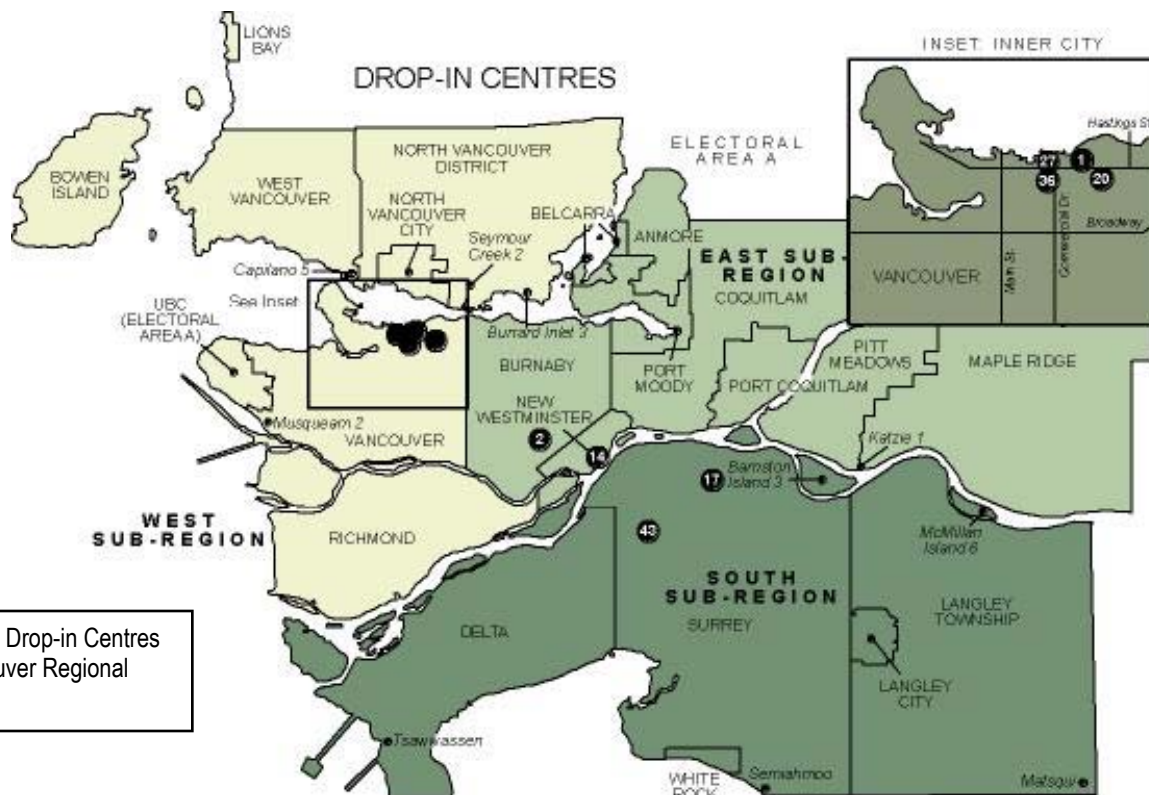 LIONS
BAY
DROP-IN CENTRES
INSET: INNER CITY
Hastings St
27
1
36
20
Broadway
Main St.
Commercial Dr.
VANCOUVER
ELECTORAL
AREA A
BOWEN
ISLAND
WEST
VANCOUVER
NORTH VANCOUVER
DISTRICT
NORTH
VANCOUVER
CITY
BELCARRA
Seymour
Creek 2
ANMORE
EAST SUB-
REGION
COQUITLAM
Capilano 5
See Inset
UBC
(ELECTORAL
AREA A)
Burrard Inlet 3
BURNABY
PORT
MOODY
PORT COQUITLAM
PITT
MEADOWS
MAPLE RIDGE
NEW
WESTMINSTER
Musqueam 2
VANCOUVER
2
14
Katzie 1
17
Barnston
Island 3
WEST
SUB-REGION
RICHMOND
43
McMillan
Island 6
SOUTH
SUB-REGION
SURREY
DELTA
LANGLEY
TOWNSHIP
LANGLEY
CITY
Drop-in Centres
uver Regional
Tsawwassen
WHITE
ROCK
Semiahmoo
Matsqui